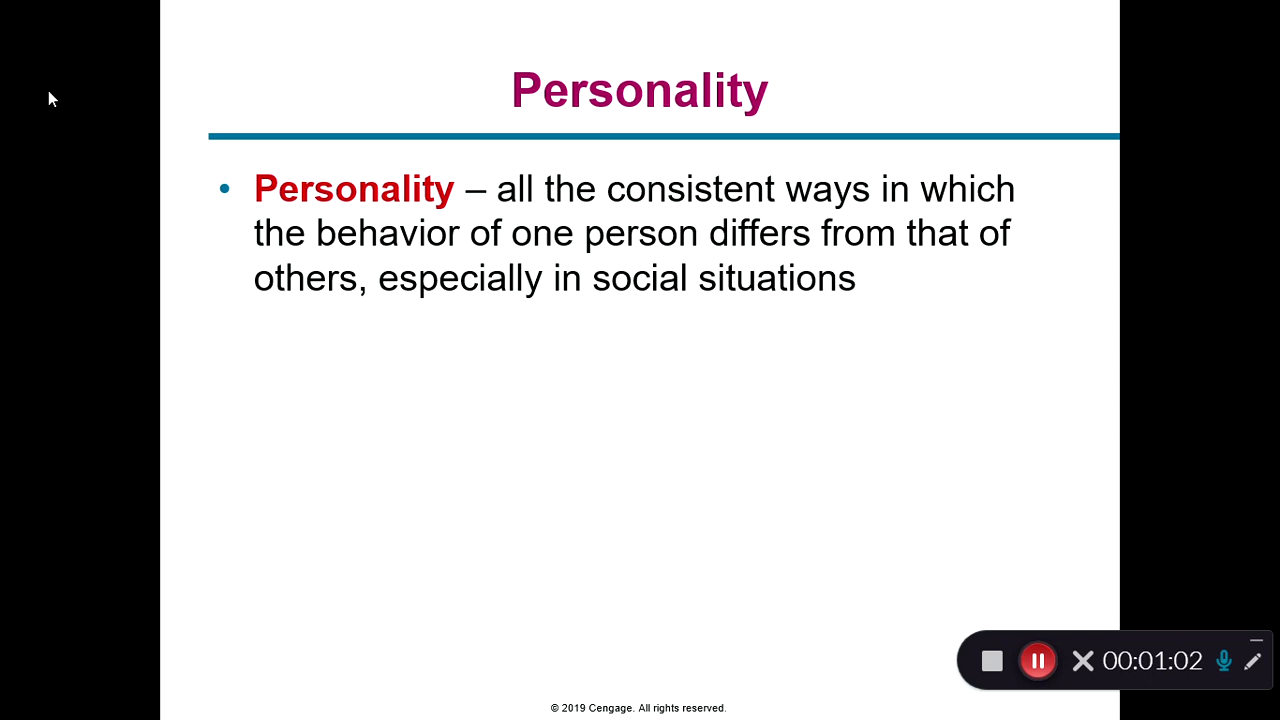 Personality
• Personality – all the consistent ways in which
the behavior of one person differs from that of
others, especially in social situations
00:01:02
© 2019 Cengage. All rights reserved.